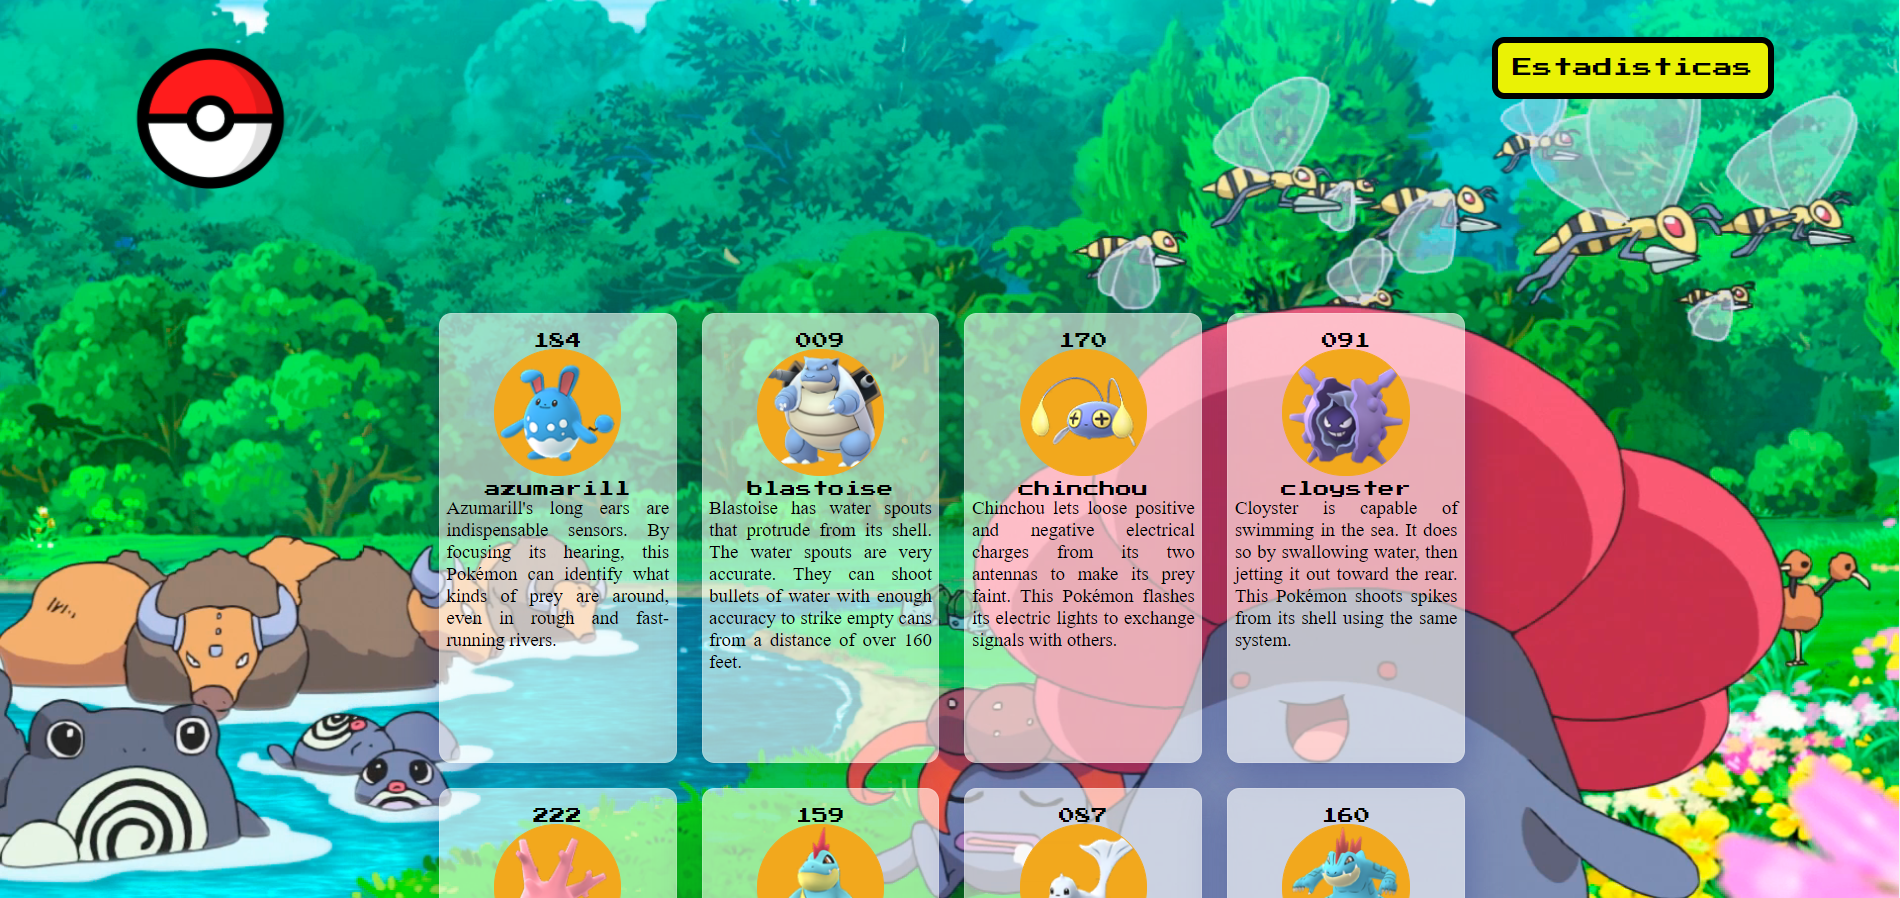 Estadisticas
184
azumarill
Azumarill's long ears are
indispensable sensors. By
focusing its hearing, this
Pokémon can identify what
kinds of prey are around,
even in rough and fast-
running rivers.
009
blastoise
Blastoise has water spouts
that protrude from its shell.
The water spouts are very
accurate. They can shoot
bullets of water with enough
accuracy to strike empty cans
from a distance of over 160
feet.
170
chinchou
Chinchou lets loose positive
and negative electrical
charges from its two
antennas to make its prey
faint. This Pokémon flashes
its electric lights to exchange
signals with others.
091
cloyster
Cloyster is capable of
swimming in the sea. It does
so by swallowing water, then
jetting it out toward the rear.
This Pokémon shoots spikes
from its shell using the same
system.
222
159
087
160